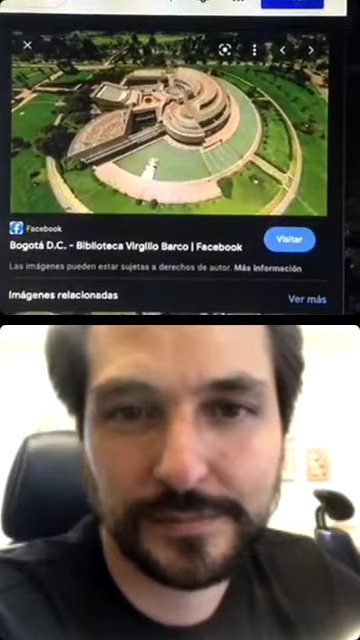 Facebook
Bogotá D.C. - Biblioteca Virgilio Barco | Facebook
Visitar
Las imágenes pueden estar sujetas a derechos de autor. Más información
Imágenes relacionadas
Ver más